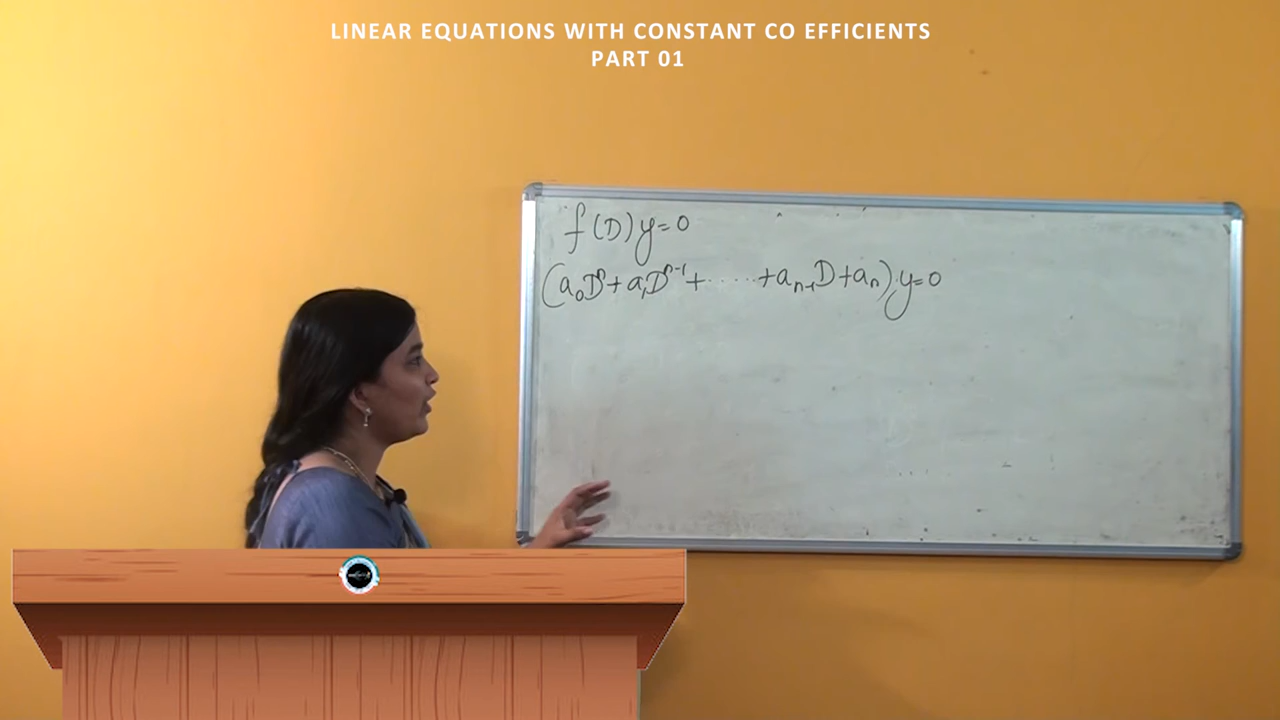 LINEAR EQUATIONS WITH CONSTANT CO EFFICIENTS
PART 01
f(D)y=0
(a₀Dⁿ+a₁Dⁿ⁻¹+......+aₙ₋₁D+aₙ).y=0